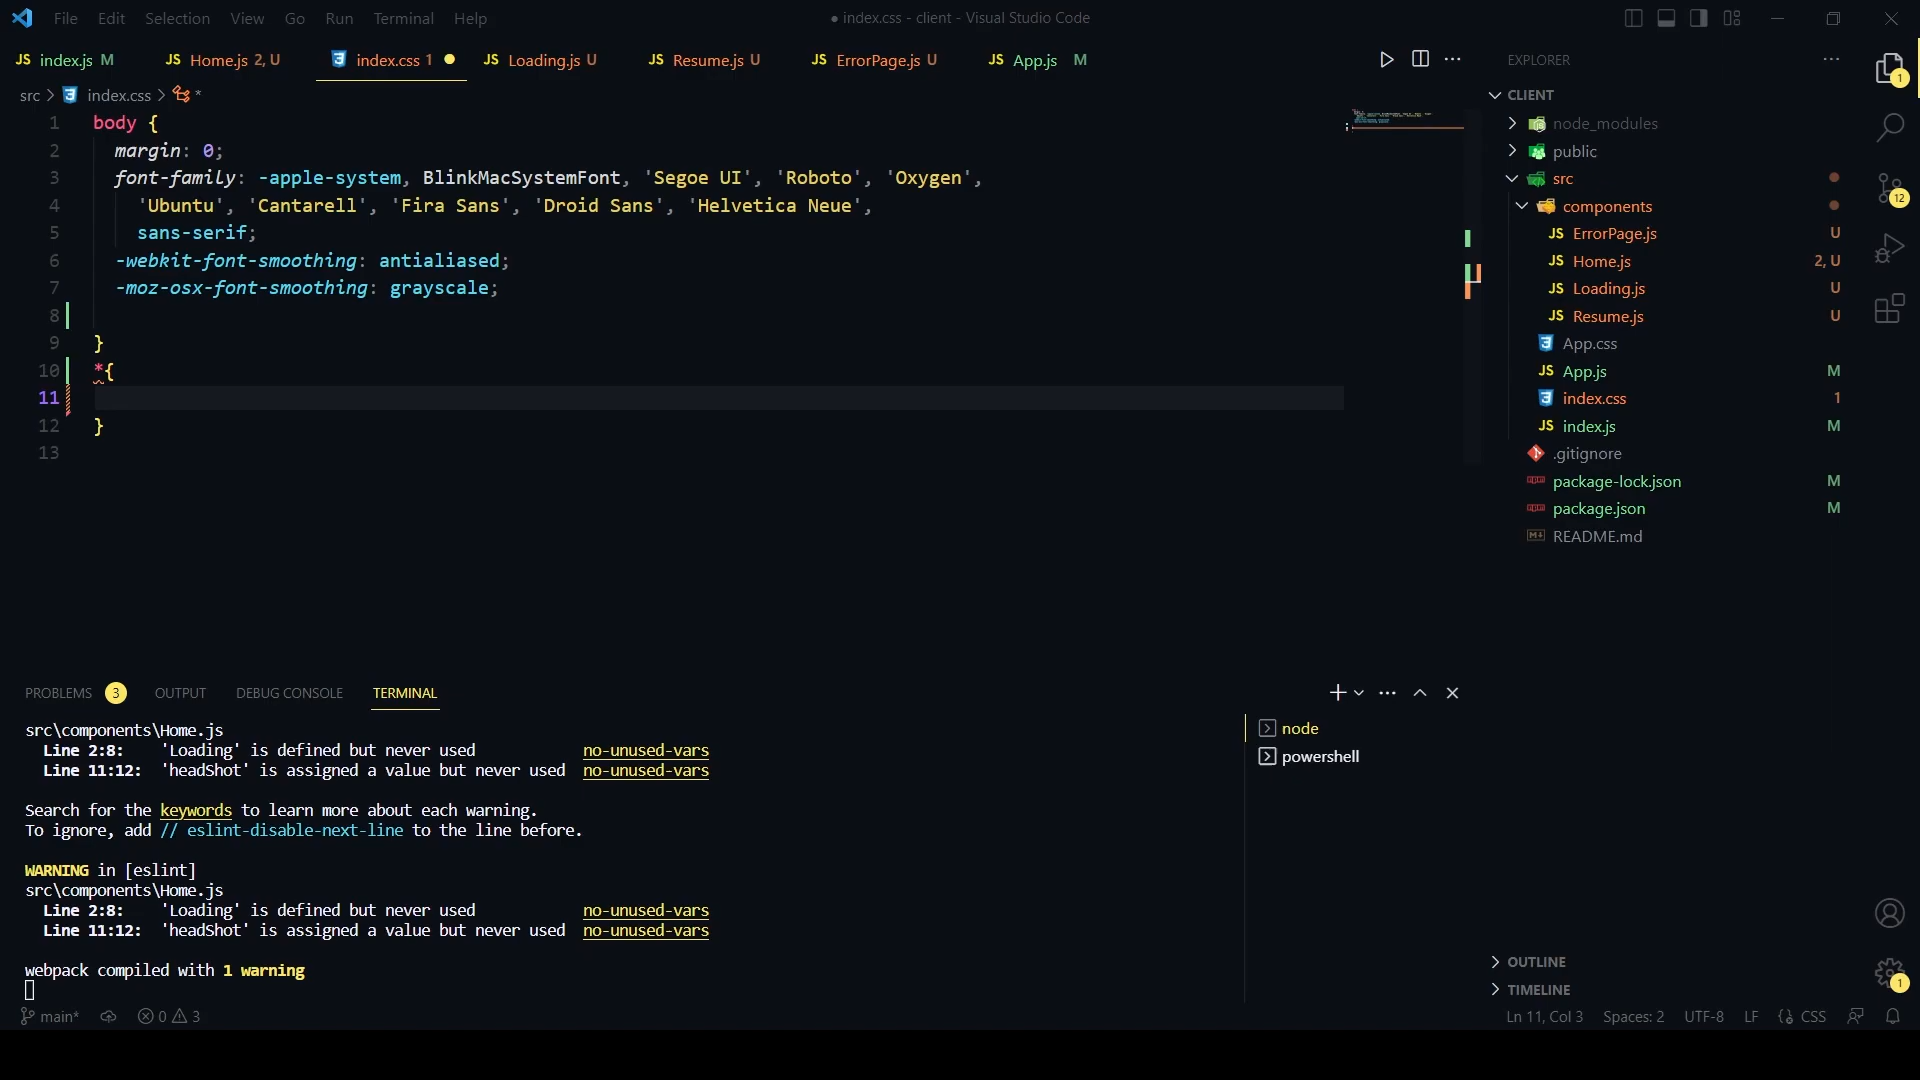 File Edit Selection View Go Run Terminal Help
● index.css - client - Visual Studio Code
JS index.js M
JS Home.js 2, U
index.css 1
JS Loading.js U
JS Resume.js U
JS ErrorPage.js U
JS App.js M
src > index.css > *
1 body {
2 margin: 0;
3 font-family: -apple-system, BlinkMacSystemFont, 'Segoe UI', 'Roboto', 'Oxygen',
4 'Ubuntu', 'Cantarell', 'Fira Sans', 'Droid Sans', 'Helvetica Neue',
5 sans-serif;
6 -webkit-font-smoothing: antialiased;
7 -moz-osx-font-smoothing: grayscale;
8
9 }
10 *{
11
12 }
13
EXPLORER
CLIENT
node_modules
public
src
components
JS ErrorPage.js U
JS Home.js 2, U
JS Loading.js U
JS Resume.js U
App.css
JS App.js M
index.css 1
JS index.js M
.gitignore
package-lock.json M
package.json M
README.md
OUTLINE
TIMELINE
1
12
1
PROBLEMS 3 OUTPUT DEBUG CONSOLE TERMINAL
src\components\Home.js
Line 2:8: 'Loading' is defined but never used no-unused-vars
Line 11:12: 'headShot' is assigned a value but never used no-unused-vars
Search for the keywords to learn more about each warning.
To ignore, add // eslint-disable-next-line to the line before.
WARNING in [eslint]
src\components\Home.js
Line 2:8: 'Loading' is defined but never used no-unused-vars
Line 11:12: 'headShot' is assigned a value but never used no-unused-vars
webpack compiled with 1 warning
node
powershell
main* 0 3
Ln 11, Col 3 Spaces: 2 UTF-8 LF CSS